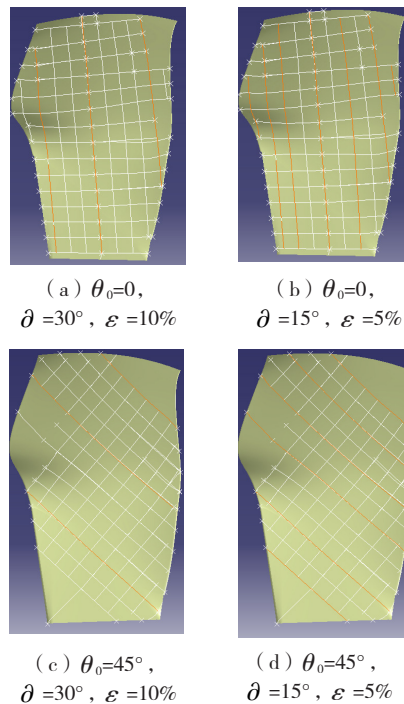 (a) θ₀=0, (b) θ₀=0,
∂=30°, ε=10% ∂=15°, ε=5%
(c) θ₀=45°, (d) θ₀=45°,
∂=30°, ε=10% ∂=15°, ε=5%